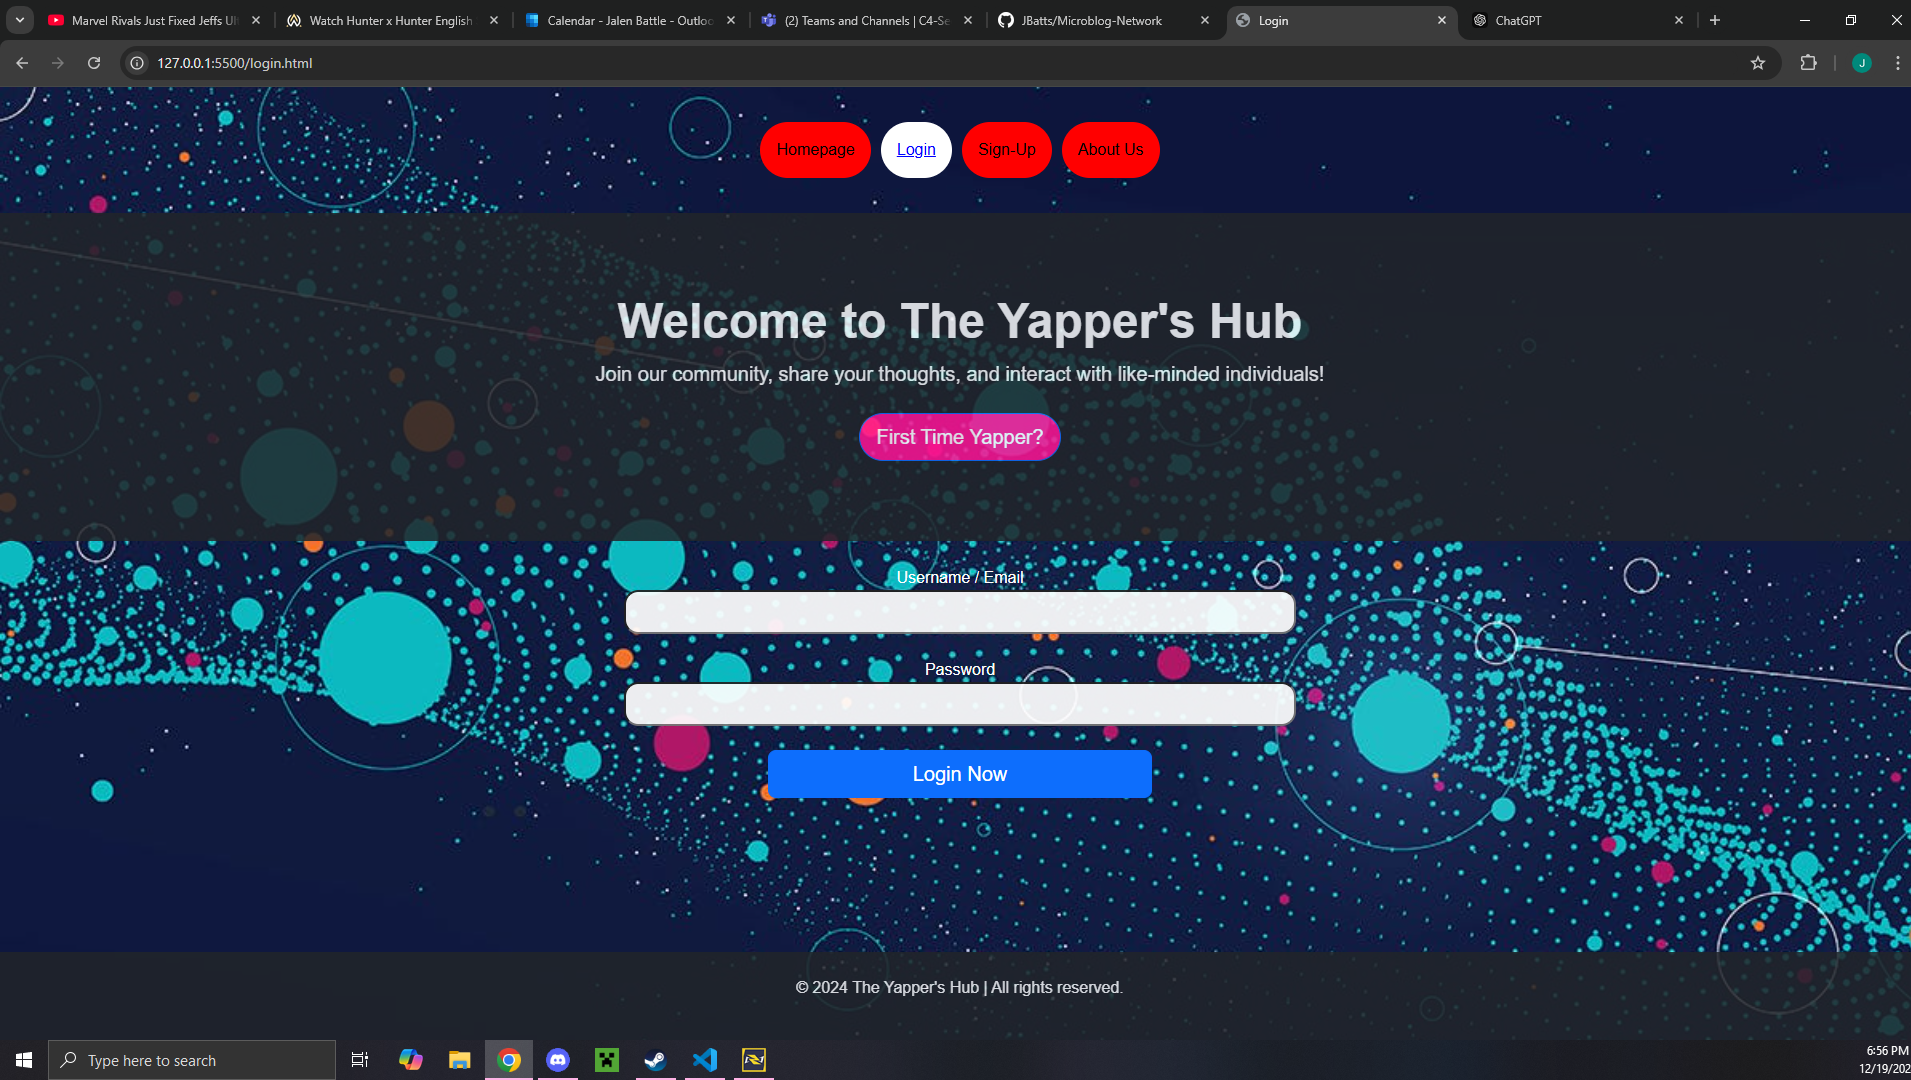 Marvel Rivals Just Fixed Jeffs Ul
Watch Hunter x Hunter English
Calendar - Jalen Battle - Outloo
(2) Teams and Channels | C4-Se
JBatts/Microblog-Network
Login
ChatGPT
127.0.0.1:5500/login.html
J
Homepage
Login
Sign-Up
About Us
Welcome to The Yapper's Hub
Join our community, share your thoughts, and interact with like-minded individuals!
First Time Yapper?
Username / Email
Password
Login Now
© 2024 The Yapper's Hub | All rights reserved.
Type here to search
6:56 PM
12/19/202